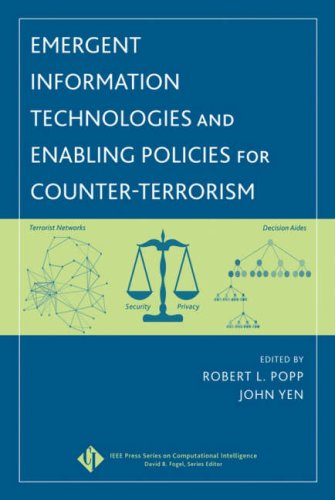 EMERGENT
INFORMATION
TECHNOLOGIES AND
ENABLING POLICIES FOR
COUNTER-TERRORISM
Terrorist Networks
Decision Aides
Security
Privacy
EDITED BY
ROBERT L. POPP
JOHN YEN
IEEE Press Series on Computational Intelligence
David B. Fogel, Series Editor